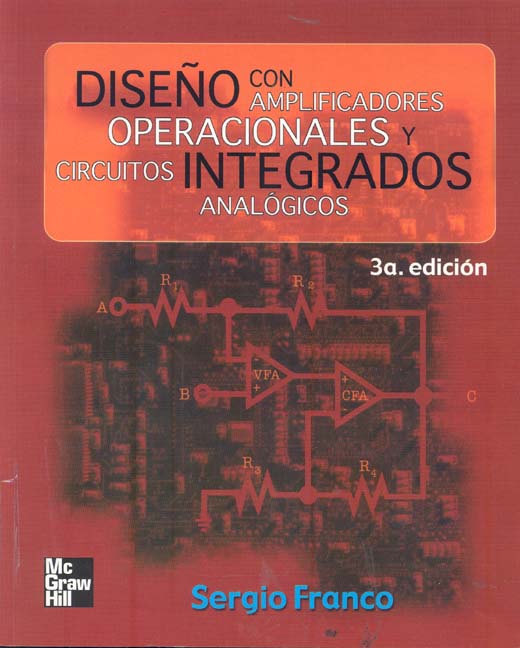 DISEÑO CON
AMPLIFICADORES
OPERACIONALES Y
CIRCUITOS INTEGRADOS
ANALÓGICOS
3a. edición
R1
R2
A
VFA
-
+
B
CFA
+
-
C
R3
R4
Mc
Graw
Hill
Sergio Franco